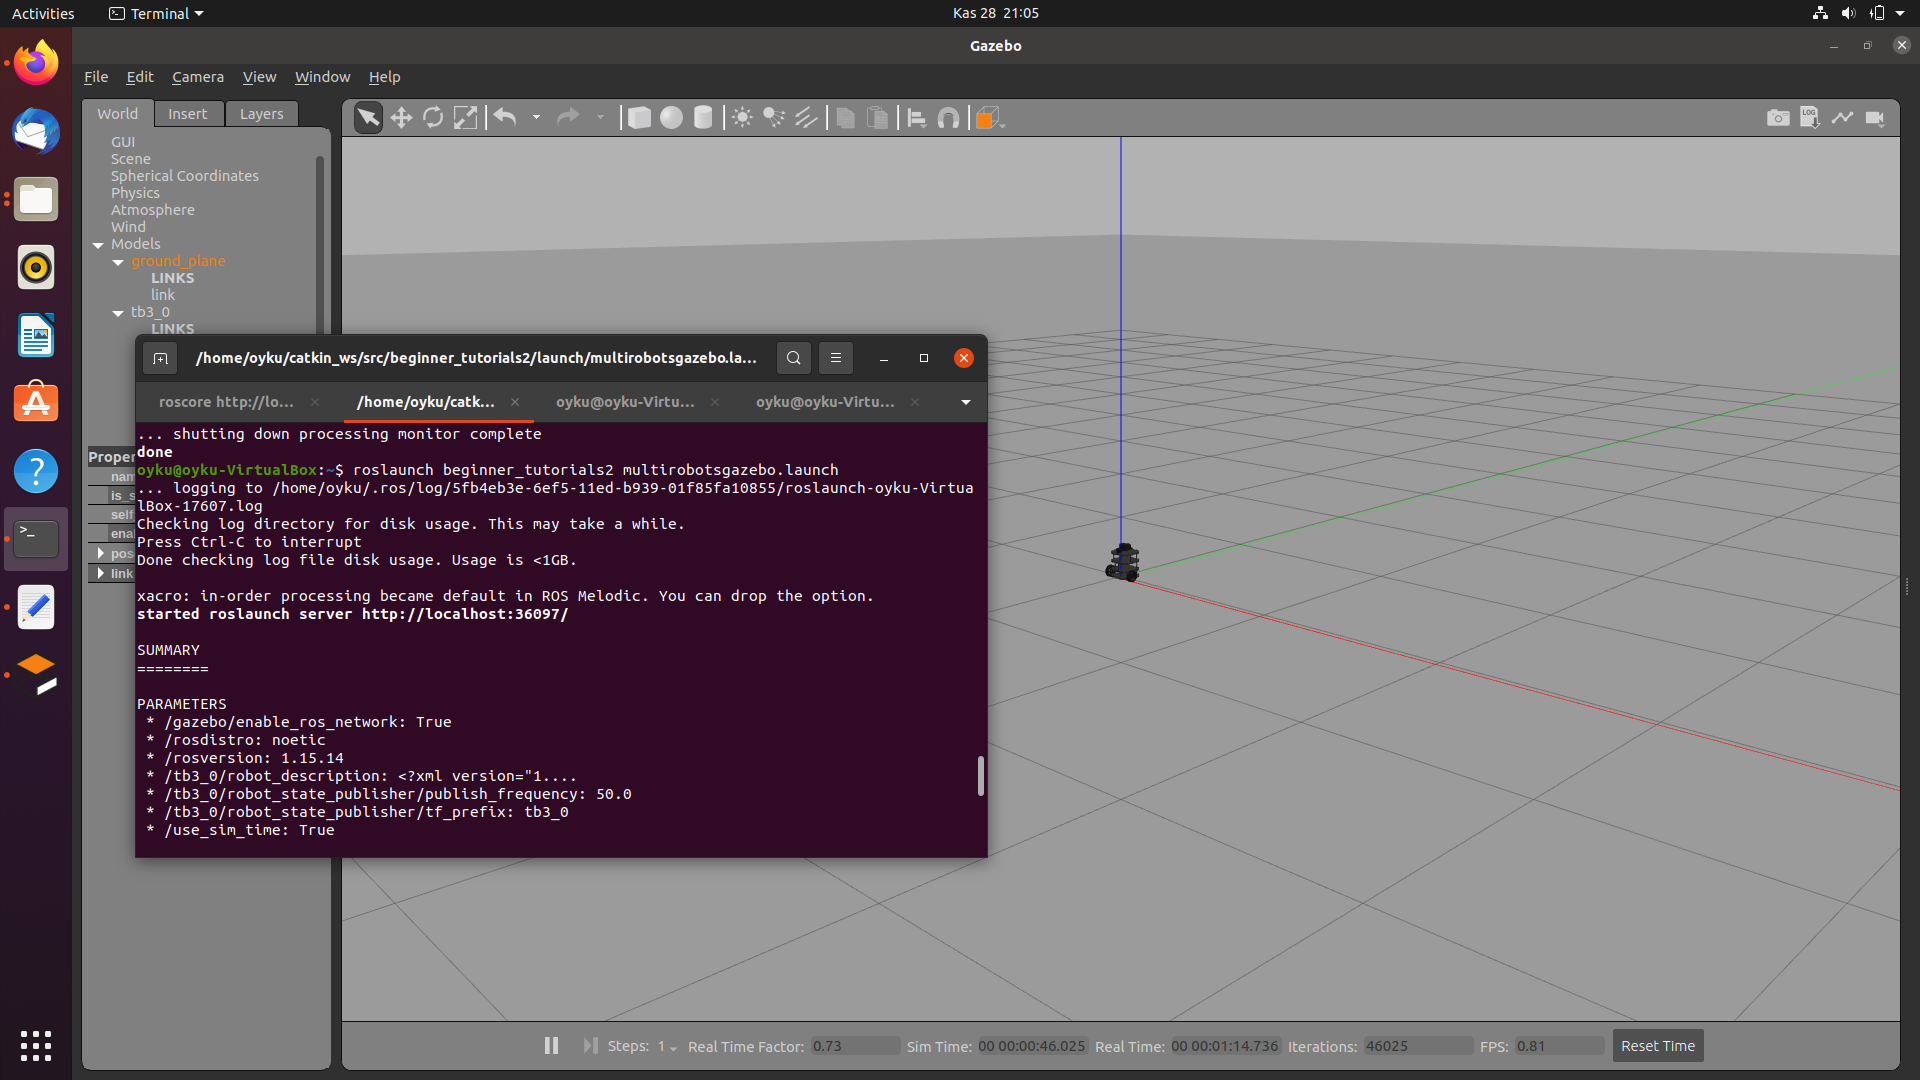 Activities
Terminal
Kas 28 21:05
Gazebo
File Edit Camera View Window Help
World Insert Layers
GUI
Scene
Spherical Coordinates
Physics
Atmosphere
Wind
Models
ground_plane
LINKS
link
tb3_0
LINKS
LOG
/home/oyku/catkin_ws/src/beginner_tutorials2/launch/multirobotsgazebo.la...
roscore http://lo... /home/oyku/catk... oyku@oyku-Virtu... oyku@oyku-Virtu...
... shutting down processing monitor complete
done
oyku@oyku-VirtualBox:~$ roslaunch beginner_tutorials2 multirobotsgazebo.launch
... logging to /home/oyku/.ros/log/5fb4eb3e-6ef5-11ed-b939-01f85fa10855/roslaunch-oyku-Virtua
lBox-17607.log
Checking log directory for disk usage. This may take a while.
Press Ctrl-C to interrupt
Done checking log file disk usage. Usage is <1GB.
xacro: in-order processing became default in ROS Melodic. You can drop the option.
started roslaunch server http://localhost:36097/
SUMMARY
========
PARAMETERS
* /gazebo/enable_ros_network: True
* /rosdistro: noetic
* /rosversion: 1.15.14
* /tb3_0/robot_description: <?xml version="1....
* /tb3_0/robot_state_publisher/publish_frequency: 50.0
* /tb3_0/robot_state_publisher/tf_prefix: tb3_0
* /use_sim_time: True
Proper
nam
is_s
self
ena
pos
link
Steps: 1 Real Time Factor: 0.73 Sim Time: 00 00:00:46.025 Real Time: 00 00:01:14.736 Iterations: 46025 FPS: 0.81 Reset Time